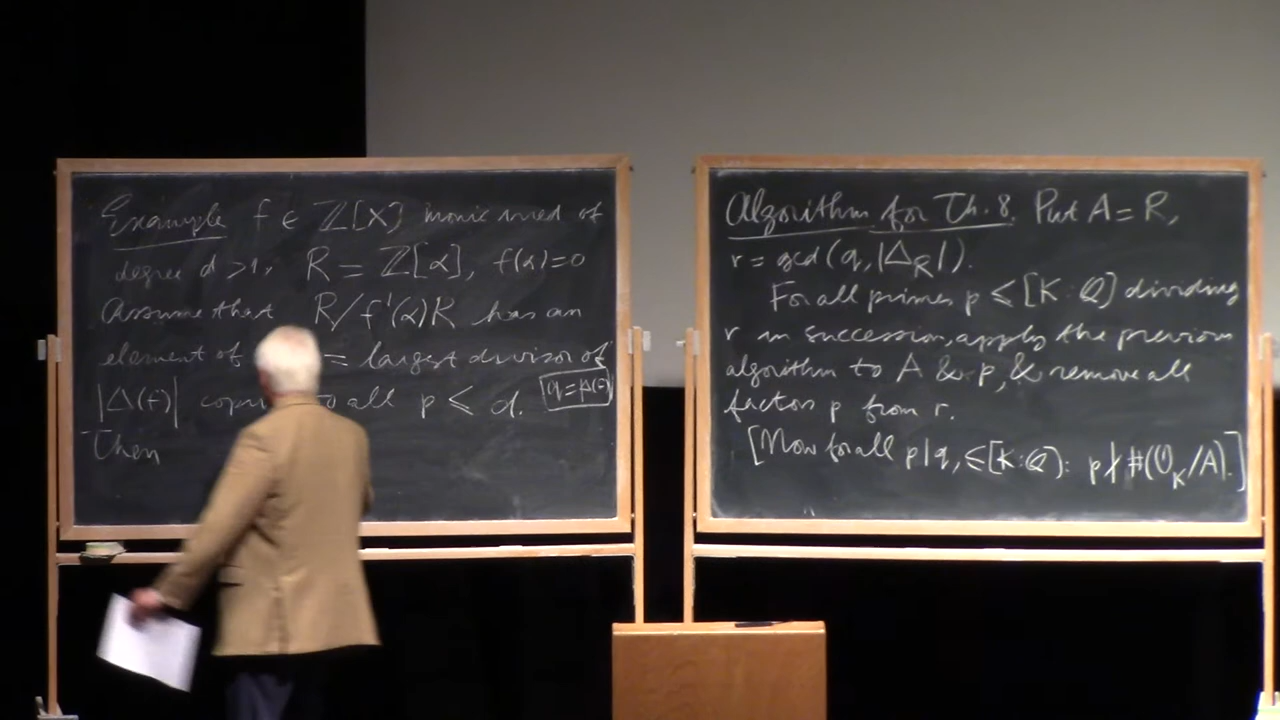 Example f ∈ ℤ[X] monic irred of
degree d > 1, R = ℤ[α], f(α)=0
Assume that R/f'(α)R has an
element of = largest divisor of
|Δ(f)| to all p ≤ d. q = Δ(f)
Then
Algorithm for Th. 8. Put A = R,
r = gcd(q, |Δ_R|).
For all primes p ≤ [K : ℚ] dividing
r in succession, apply the previous
algorithm to A & p, & remove all
factors p from r.
[Now for all p|q, ≤ [K:ℚ): p ∤ #(O_K/A).]